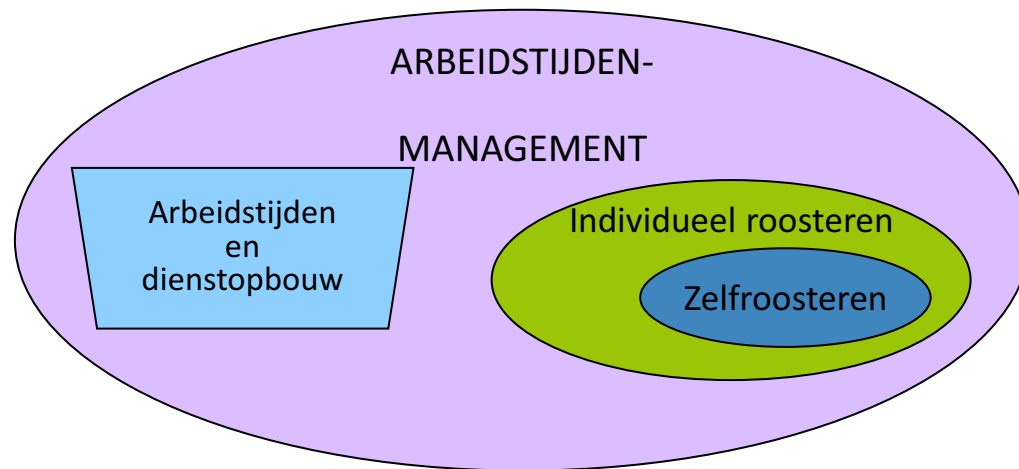 ARBEIDSTIJDEN-
MANAGEMENT
Arbeidstijden
en
dienstopbouw
Individueel roosteren
Zelfroosteren